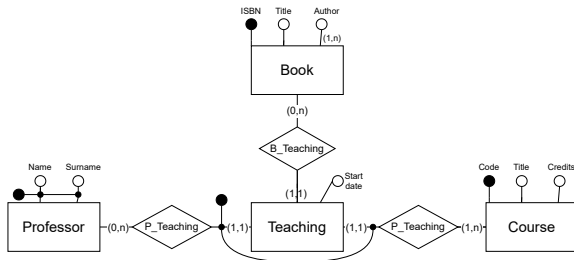 ISBN Title Author
(1,n)
Book
(0,n)
B_Teaching
(1,1)
Start
date
Name Surname
Professor
(0,n)
P_Teaching
(1,1)
Teaching
(1,1)
P_Teaching
(1,n)
Code Title Credits
Course